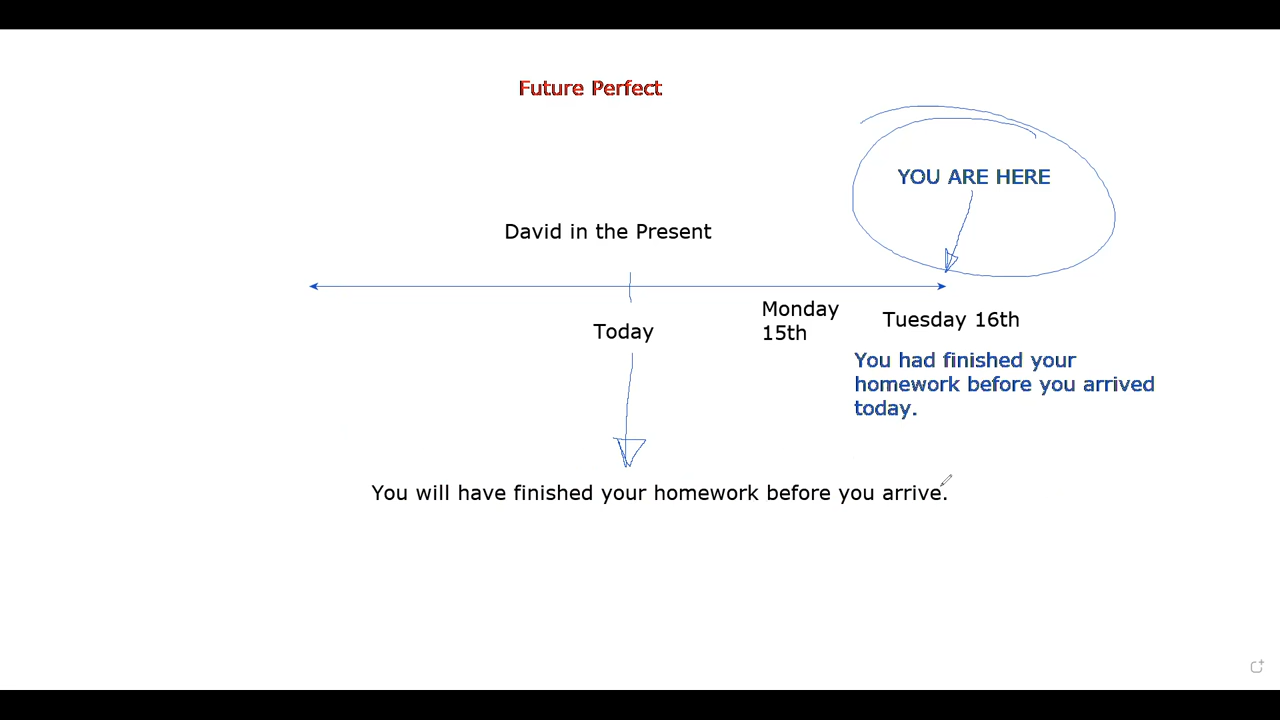 Future Perfect
YOU ARE HERE
David in the Present
Monday
15th
Tuesday 16th
Today
You had finished your
homework before you arrived
today.
You will have finished your homework before you arrive.